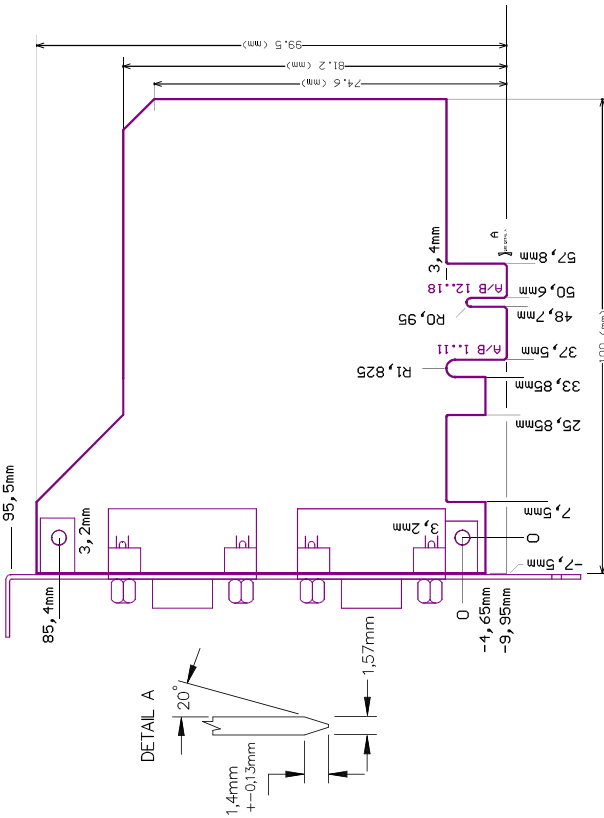 99.5 (mm)
81.2 (mm)
74.6 (mm)
100 (mm)
A
3,4mm
57,8mm
A/B 12..18
50,6mm
R0,95
48,7mm
A/B 1..11
37,5mm
R1,825
33,85mm
25,85mm
95,5mm
3,2mm
3,2mm
7,5mm
0
-7,5mm
85,4mm
0
-4,65mm
-9,95mm
DETAIL A
20°
1,57mm
1,4mm
+-0,13mm